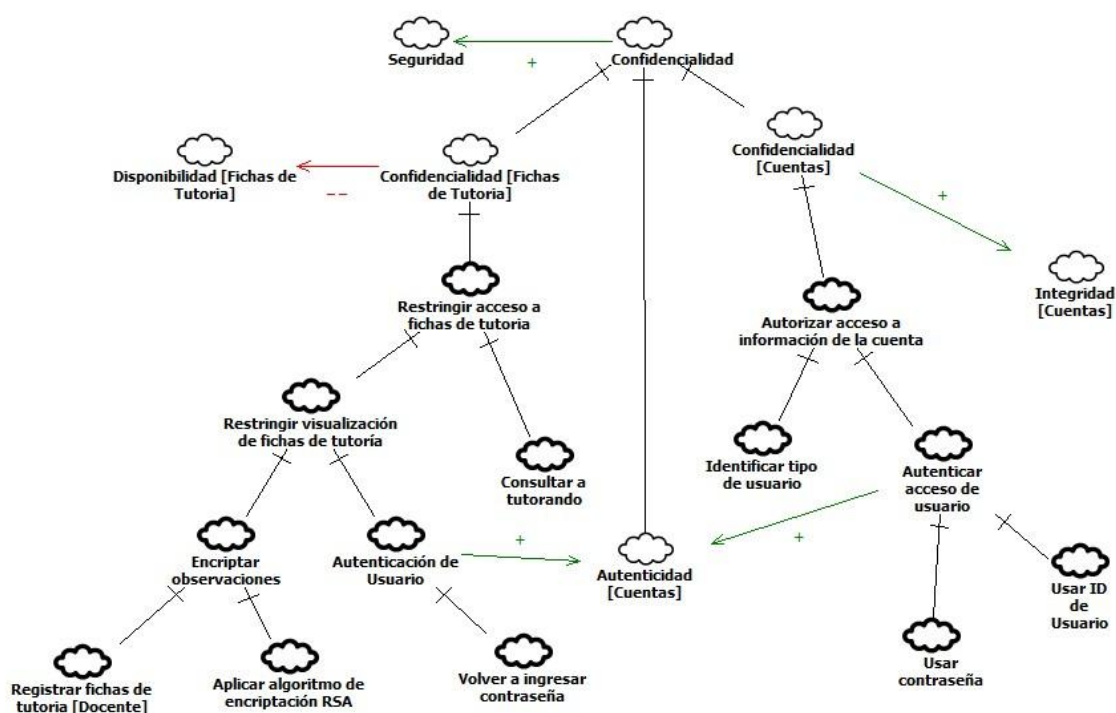 Seguridad
+
Confidencialidad
Disponibilidad [Fichas de
Tutoria]
--
Confidencialidad [Fichas
de Tutoria]
Confidencialidad
[Cuentas]
+
Integridad
[Cuentas]
Restringir acceso a
fichas de tutoria
Autorizar acceso a
información de la cuenta
Restringir visualización
de fichas de tutoría
Consultar a
tutorando
Identificar tipo
de usuario
Autenticar
acceso de
usuario
Encriptar
observaciones
Autenticación de
Usuario
+
Autenticidad
[Cuentas]
+
Usar ID
de
Usuario
Registrar fichas de
tutoria [Docente]
Aplicar algoritmo de
encriptación RSA
Volver a ingresar
contraseña
Usar
contraseña